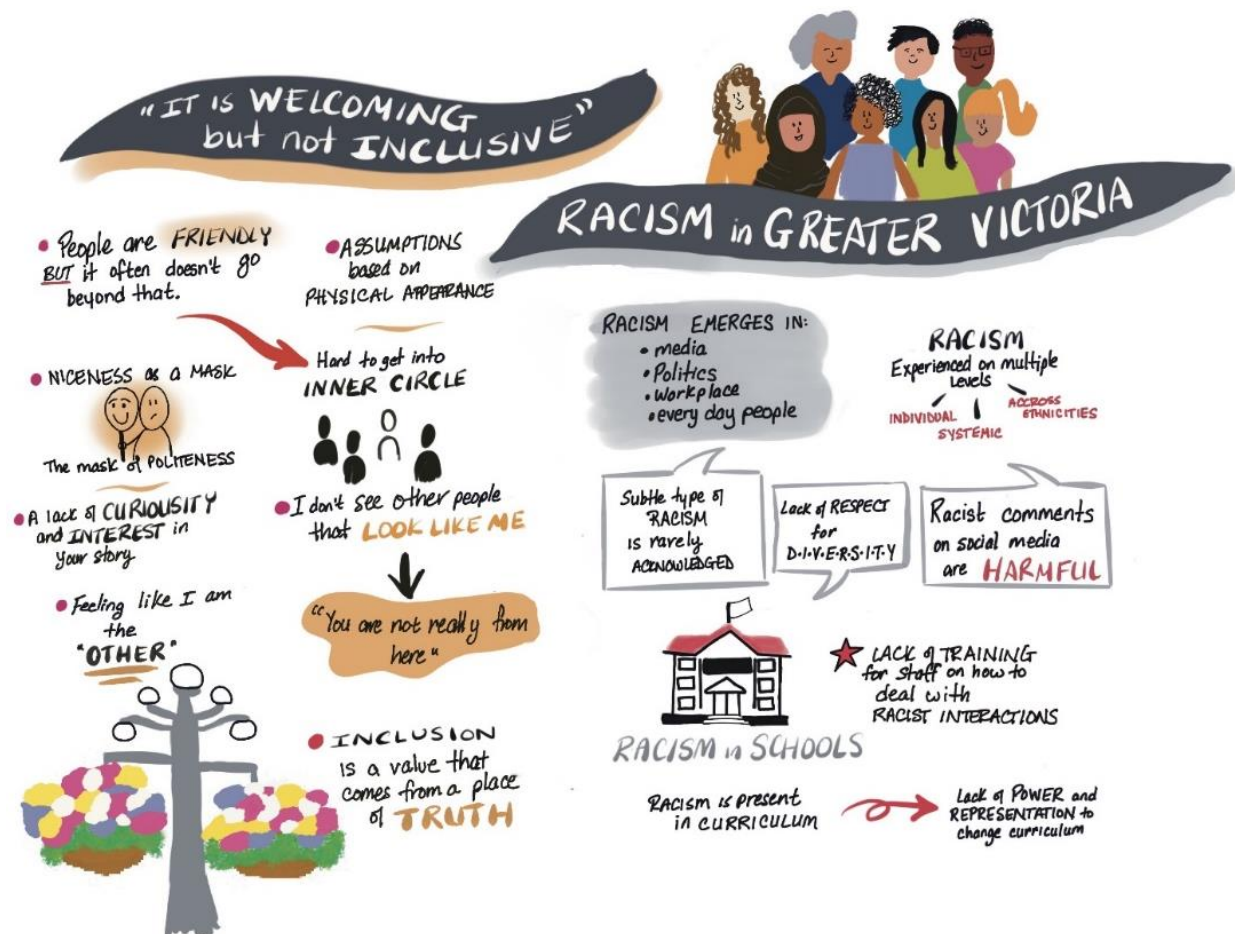 "IT IS WELCOMING
but not INCLUSIVE"
• People are FRIENDLY
BUT it often doesn't go
beyond that.
• ASSUMPTIONS
based on
PHYSICAL APPEARANCE
Hard to get into
INNER CIRCLE
• NICENESS as a MASK
The mask of POLITENESS
• A lack of CURIOUSITY
and INTEREST in
Your story
• I don't see other people
that LOOK LIKE ME
• Feeling like I am
the
"OTHER"
"You are not really from
here"
• INCLUSION
is a value that
comes from a place
of TRUTH
RACISM in GREATER VICTORIA
RACISM EMERGES IN:
• media
• Politics
• workplace
• every day people
RACISM
Experienced on multiple
Levels
INDIVIDUAL
SYSTEMIC
ACCROSS
ETHNICITIES
Subtle type of
RACISM
is rarely
ACKNOWLEDGED
Lack of RESPECT
for
D•I•V•E•R•S•I•T•Y
Racist comments
on social media
are HARMFUL
RACISM in SCHOOLS
LACK of TRAINING
for staff on how to
deal with
RACIST INTERACTIONS
RACISM is present
in CURRICULUM
Lack of POWER and
REPRESENTATION to
change curriculum